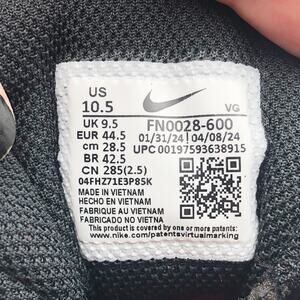 US
10.5
VG
UK 9.5
EUR 44.5
cm 28.5
BR 42.5
CN 285(2.5)
FN0028-600
01/31/24 04/08/24
UPC 00197593638915
04FHZ71E3P85K
MADE IN VIETNAM
HECHO EN VIETNAM
FABRIQUE AU VIETNAM
FABRICADO NO VIETNA
This product is covered by one or more patents. See
www.nike.com/patentsvirtualmarking